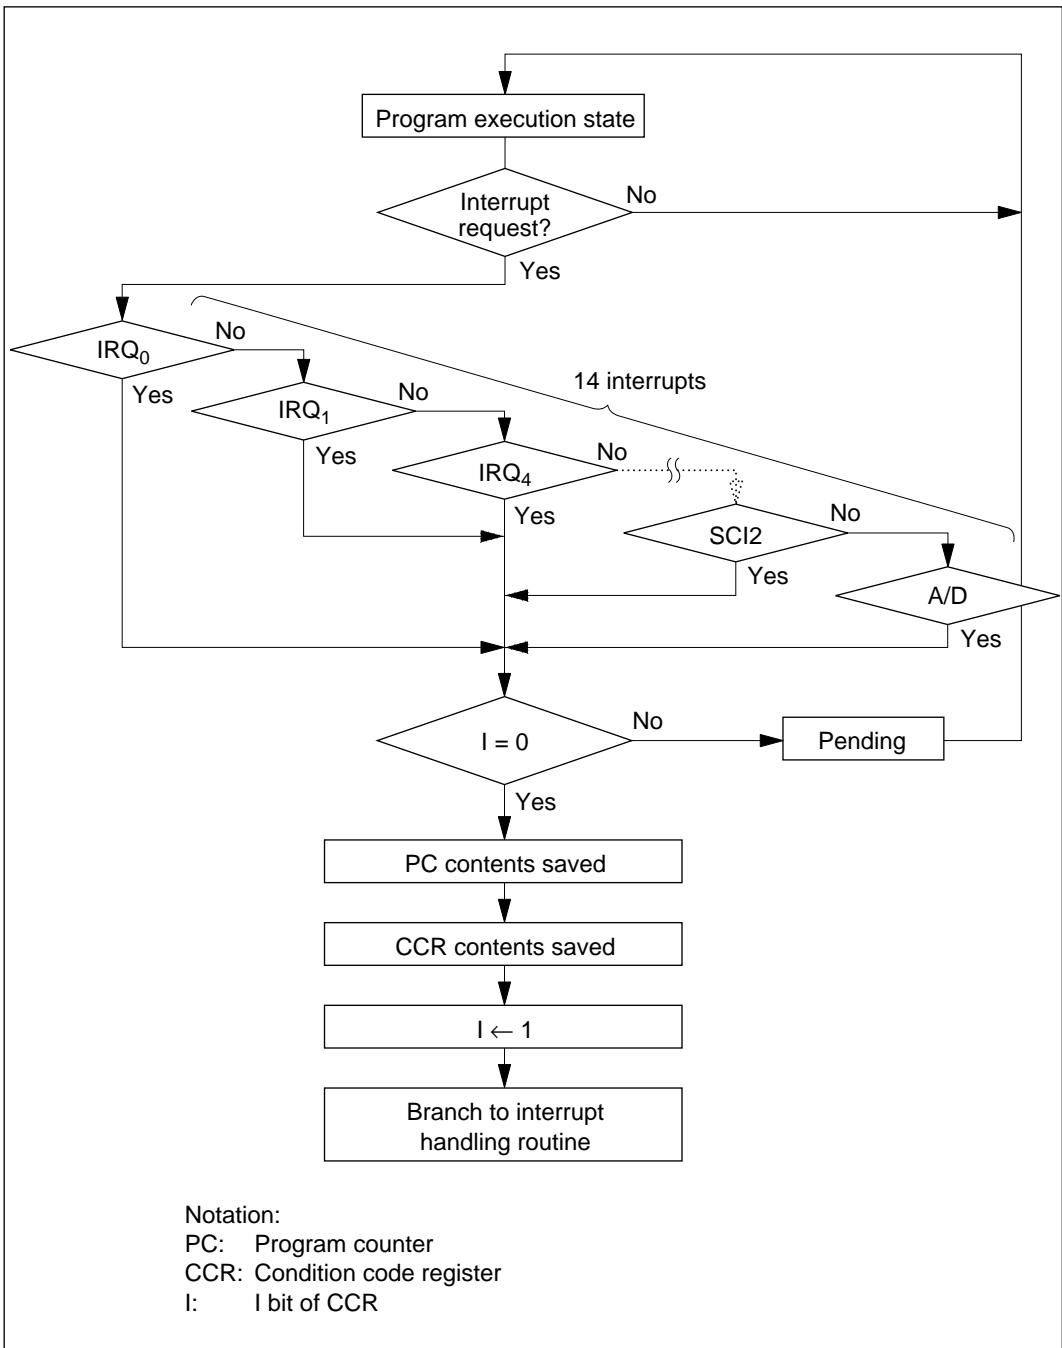 Program execution state
Interrupt
request?
No
Yes
IRQ0
No
Yes
14 interrupts
IRQ1
No
Yes
IRQ4
No
Yes
SCI2
No
Yes
A/D
Yes
I = 0
No
Pending
Yes
PC contents saved
CCR contents saved
I ← 1
Branch to interrupt
handling routine
Notation:
PC: Program counter
CCR: Condition code register
I: I bit of CCR